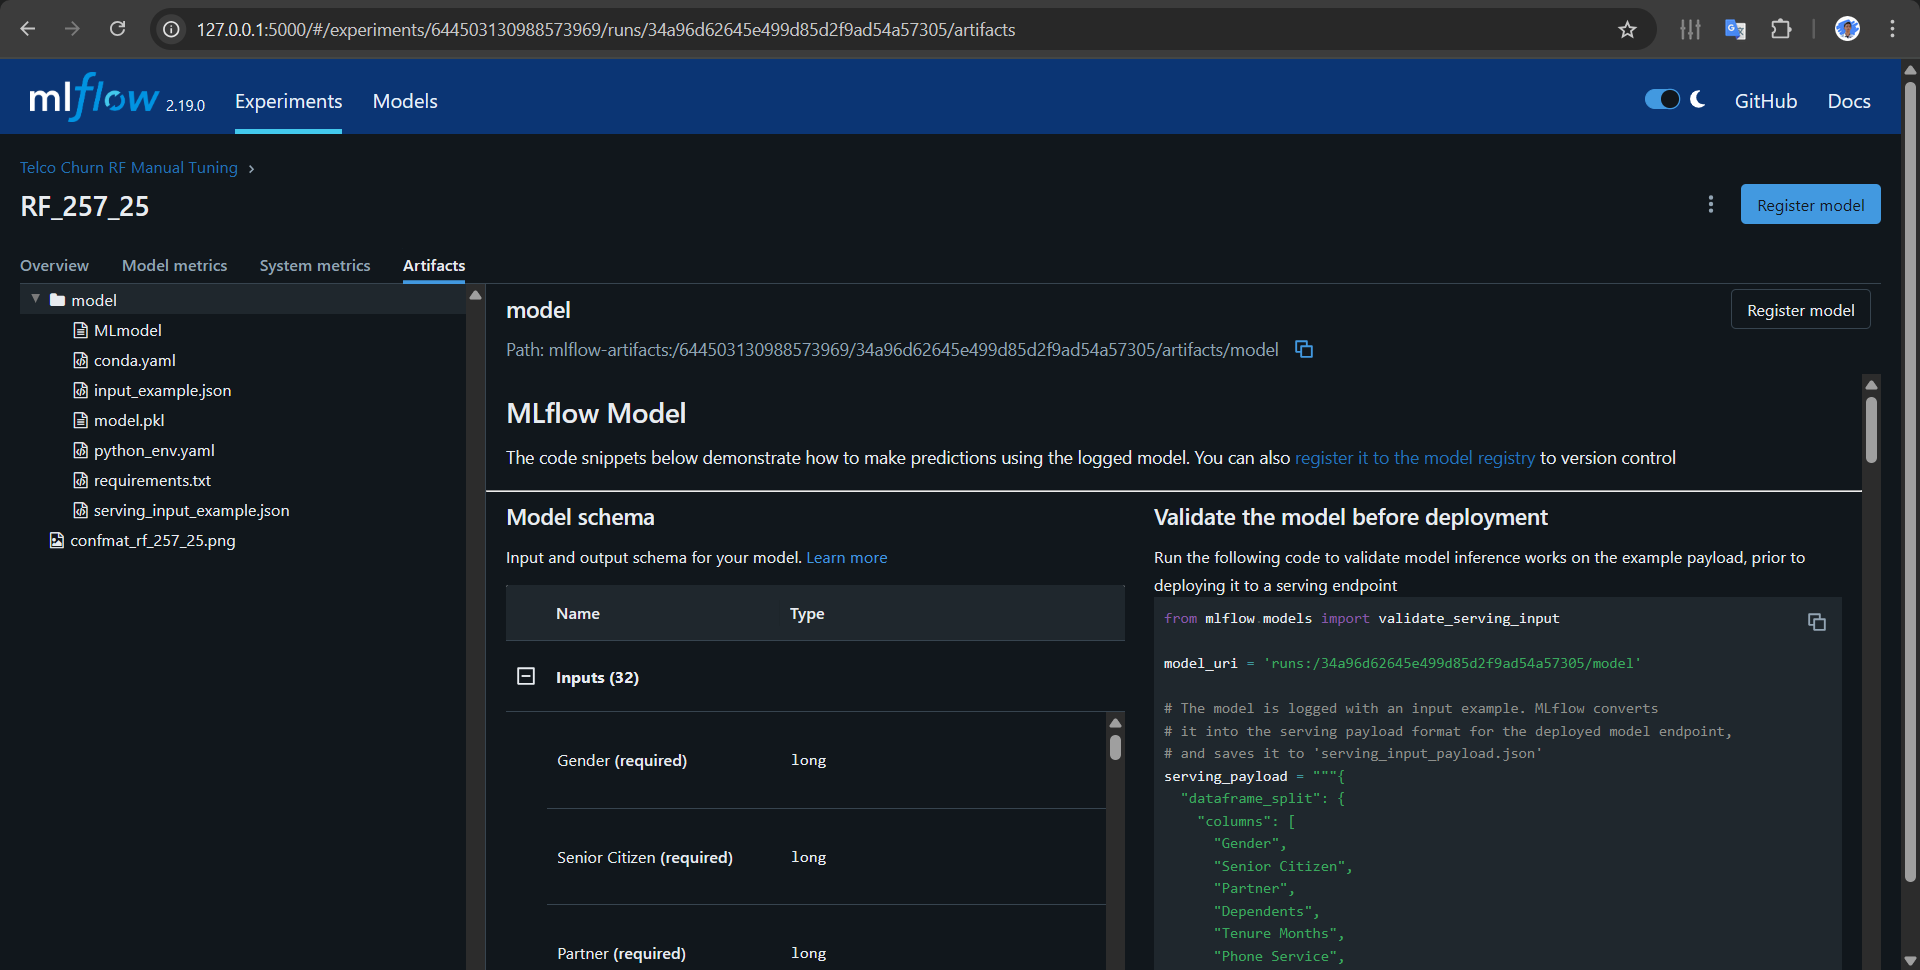 127.0.0.1:5000/#/experiments/644503130988573969/runs/34a96d62645e499d85d2f9ad54a57305/artifacts
mlflow 2.19.0 Experiments Models GitHub Docs
Telco Churn RF Manual Tuning ›
RF_257_25
Register model
Overview Model metrics System metrics Artifacts
model
MLmodel
conda.yaml
input_example.json
model.pkl
python_env.yaml
requirements.txt
serving_input_example.json
confmat_rf_257_25.png
model
Register model
Path: mlflow-artifacts:/644503130988573969/34a96d62645e499d85d2f9ad54a57305/artifacts/model
MLflow Model
The code snippets below demonstrate how to make predictions using the logged model. You can also register it to the model registry to version control
Model schema
Input and output schema for your model. Learn more
Name Type
Inputs (32)
Gender (required) long
Senior Citizen (required) long
Partner (required) long
Validate the model before deployment
Run the following code to validate model inference works on the example payload, prior to
deploying it to a serving endpoint
from mlflow.models import validate_serving_input
model_uri = 'runs:/34a96d62645e499d85d2f9ad54a57305/model'
# The model is logged with an input example. MLflow converts
# it into the serving payload format for the deployed model endpoint,
# and saves it to 'serving_input_payload.json'
serving_payload = """{
"dataframe_split": {
"columns": [
"Gender",
"Senior Citizen",
"Partner",
"Dependents",
"Tenure Months",
"Phone Service",